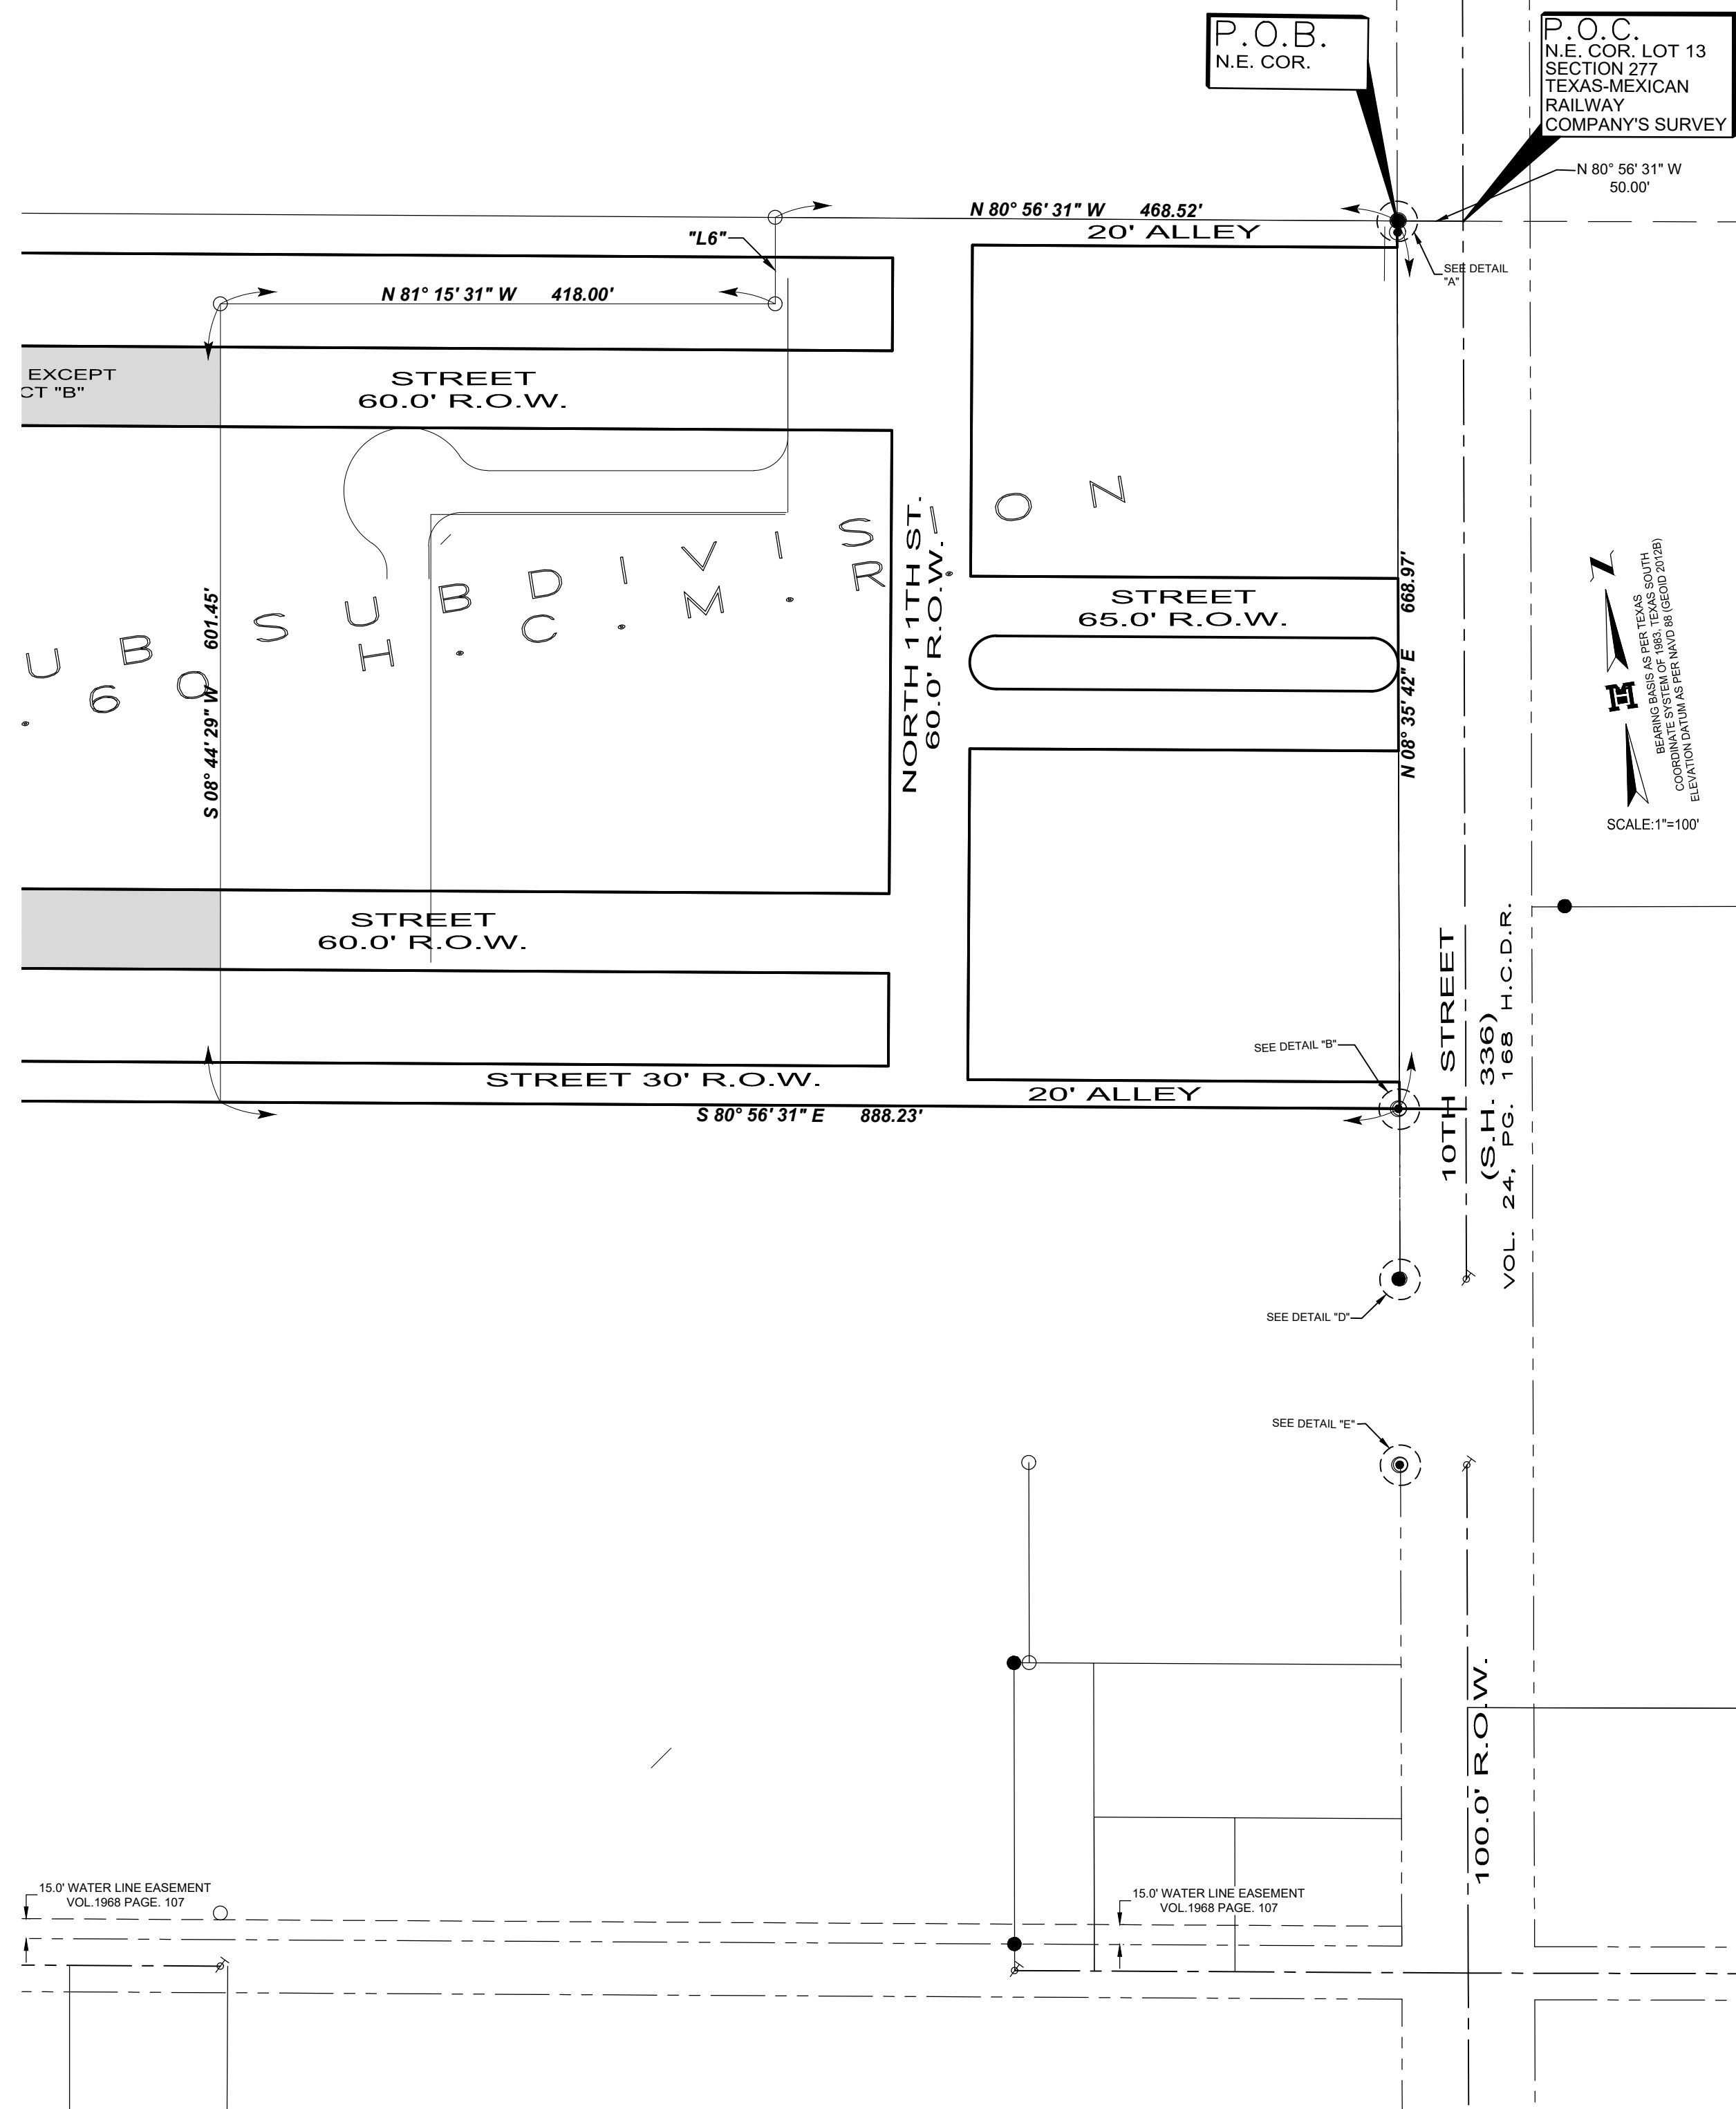 P.O.B.
N.E. COR.
P.O.C.
N.E. COR. LOT 13
SECTION 277
TEXAS-MEXICAN
RAILWAY
COMPANY'S SURVEY
N 80° 56' 31" W
50.00'
N 80° 56' 31" W 468.52'
20' ALLEY
"L6"
SEE DETAIL
"A"
N 81° 15' 31" W 418.00'
EXCEPT
CT "B"
STREET
60.0' R.O.W.
U B S U B D I V I S I O N
. 6 0 H . C . M . R .
S 08° 44' 29" W 601.45'
NORTH 11TH ST.
60.0' R.O.W.
STREET
65.0' R.O.W.
N 08° 35' 42" E 668.97'
N
BEARING BASIS AS PER TEXAS
COORDINATE SYSTEM OF 1983, TEXAS SOUTH
ELEVATION DATUM AS PER NAVD 88 (GEOID 2012B)
SCALE:1"=100'
STREET
60.0' R.O.W.
10TH STREET
(S.H. 336)
VOL. 24, PG. 168 H.C.D.R.
SEE DETAIL "B"
STREET 30' R.O.W.
20' ALLEY
S 80° 56' 31" E 888.23'
SEE DETAIL "D"
SEE DETAIL "E"
100.0' R.O.W.
15.0' WATER LINE EASEMENT
VOL.1968 PAGE. 107
15.0' WATER LINE EASEMENT
VOL.1968 PAGE. 107